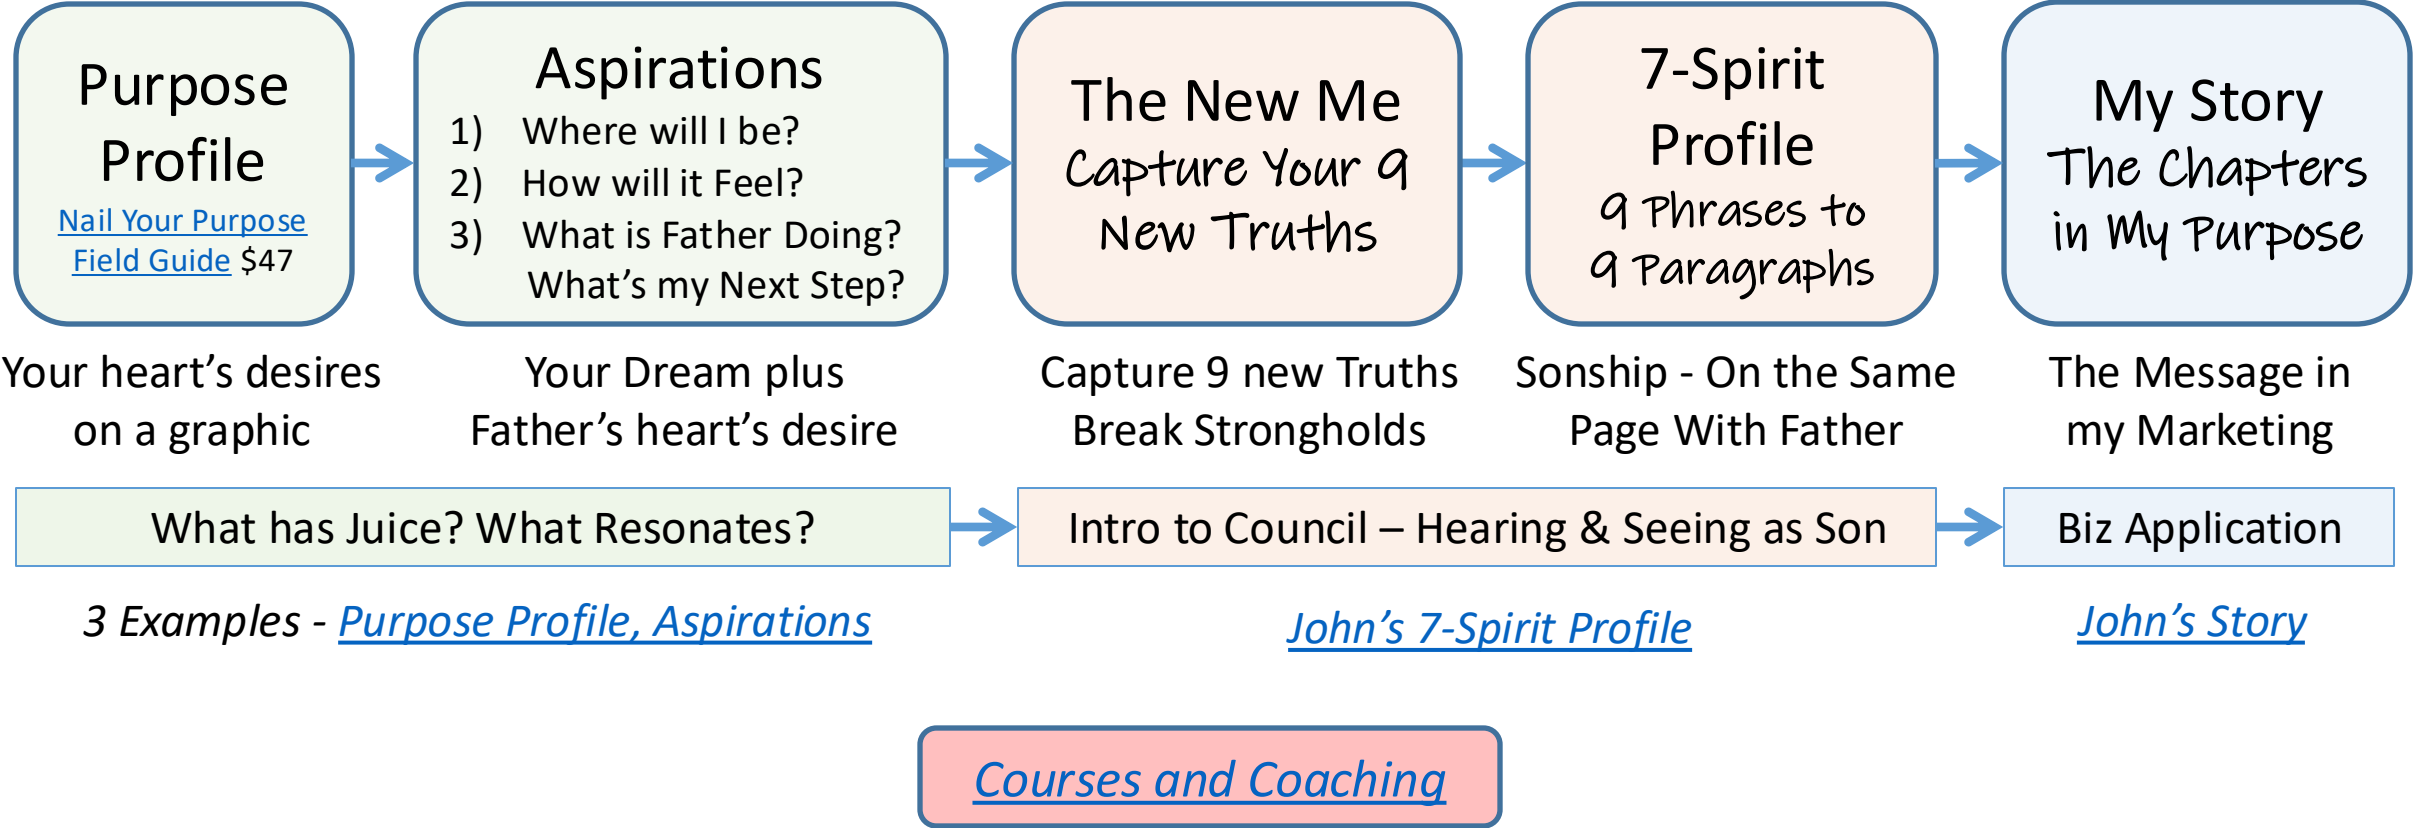 Purpose
Profile
Nail Your Purpose
Field Guide $47
Aspirations
1) Where will I be?
2) How will it Feel?
3) What is Father Doing?
What’s my Next Step?
The New Me
Capture Your 9
New Truths
7-Spirit
Profile
9 Phrases to
9 Paragraphs
My Story
The Chapters
in My Purpose
Your heart’s desires
on a graphic
Your Dream plus
Father’s heart’s desire
Capture 9 new Truths
Break Strongholds
Sonship - On the Same
Page With Father
The Message in
my Marketing
What has Juice? What Resonates?
Intro to Council – Hearing & Seeing as Son
Biz Application
3 Examples - Purpose Profile, Aspirations
John’s 7-Spirit Profile
John’s Story
Courses and Coaching